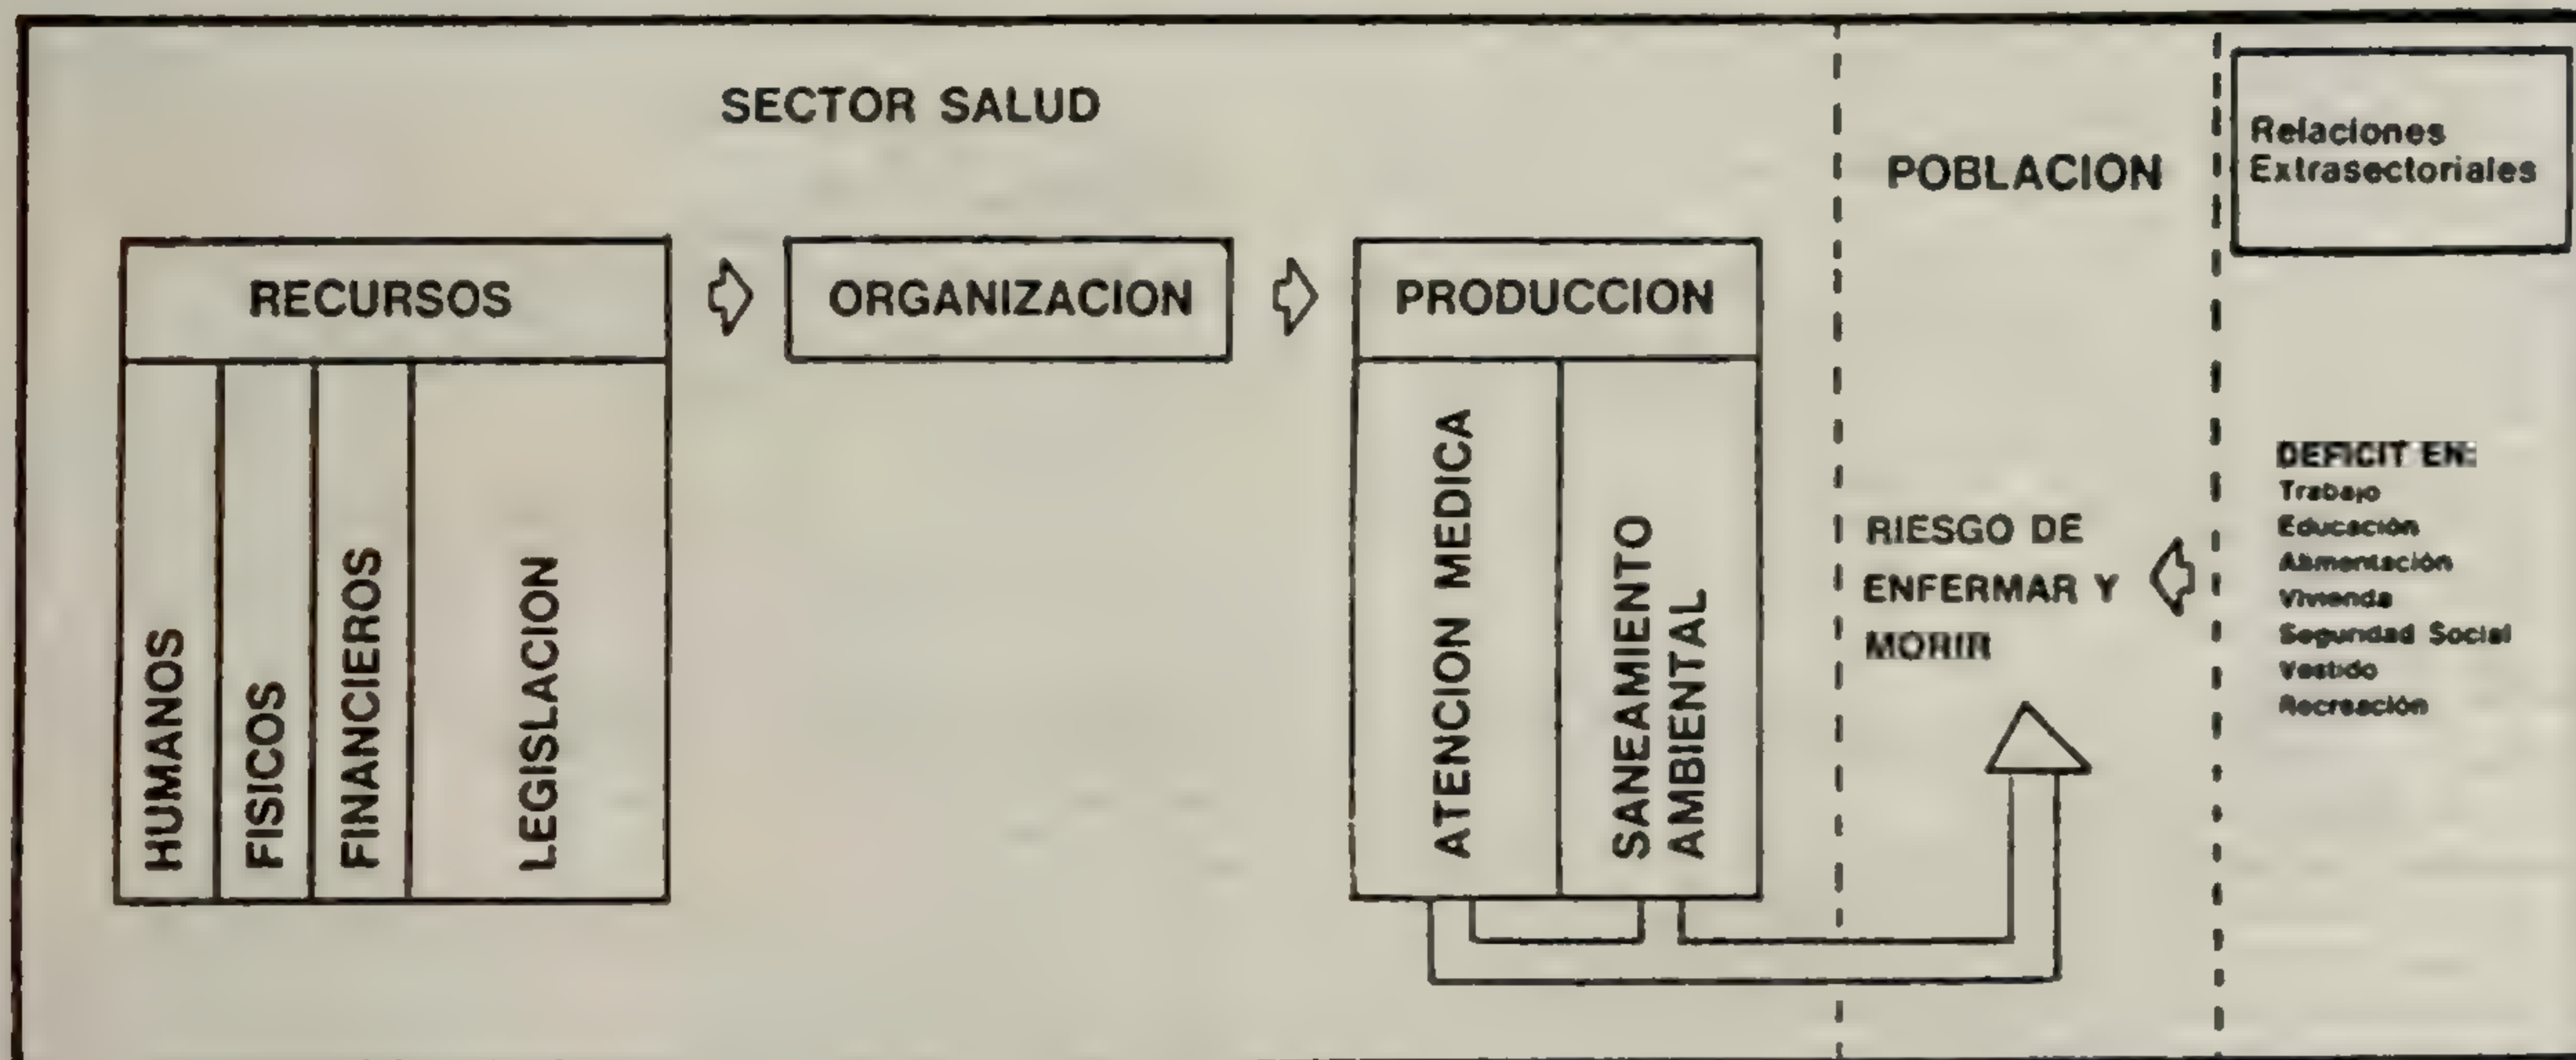 SECTOR SALUD
RECURSOS
HUMANOS
FISICOS
FINANCIEROS
LEGISLACION
ORGANIZACION
PRODUCCION
ATENCION MEDICA
SANEAMIENTO
AMBIENTAL
POBLACION
RIESGO DE
ENFERMAR Y
MORIR
Relaciones
Extrasectoriales
DEFICIT EN:
Trabajo
Educación
Alimentación
Vivienda
Seguridad Social
Vestido
Recreación